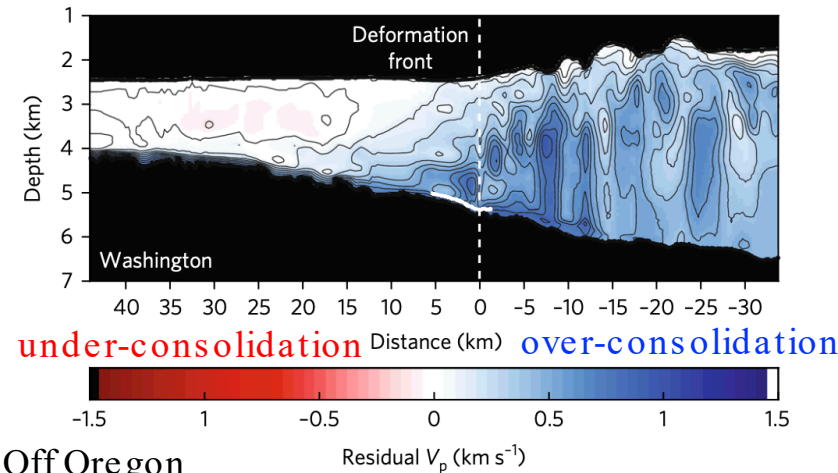 1
2
3
4
5
6
7
Depth (km)
Deformation
front
Washington
40 35 30 25 20 15 10 5 0 –5 –10 –15 –20 –25 –30
under-consolidation Distance (km) over-consolidation
–1.5 1 –0.5 0 0.5 1 1.5
Off Oregon Residual Vp (km s⁻¹)